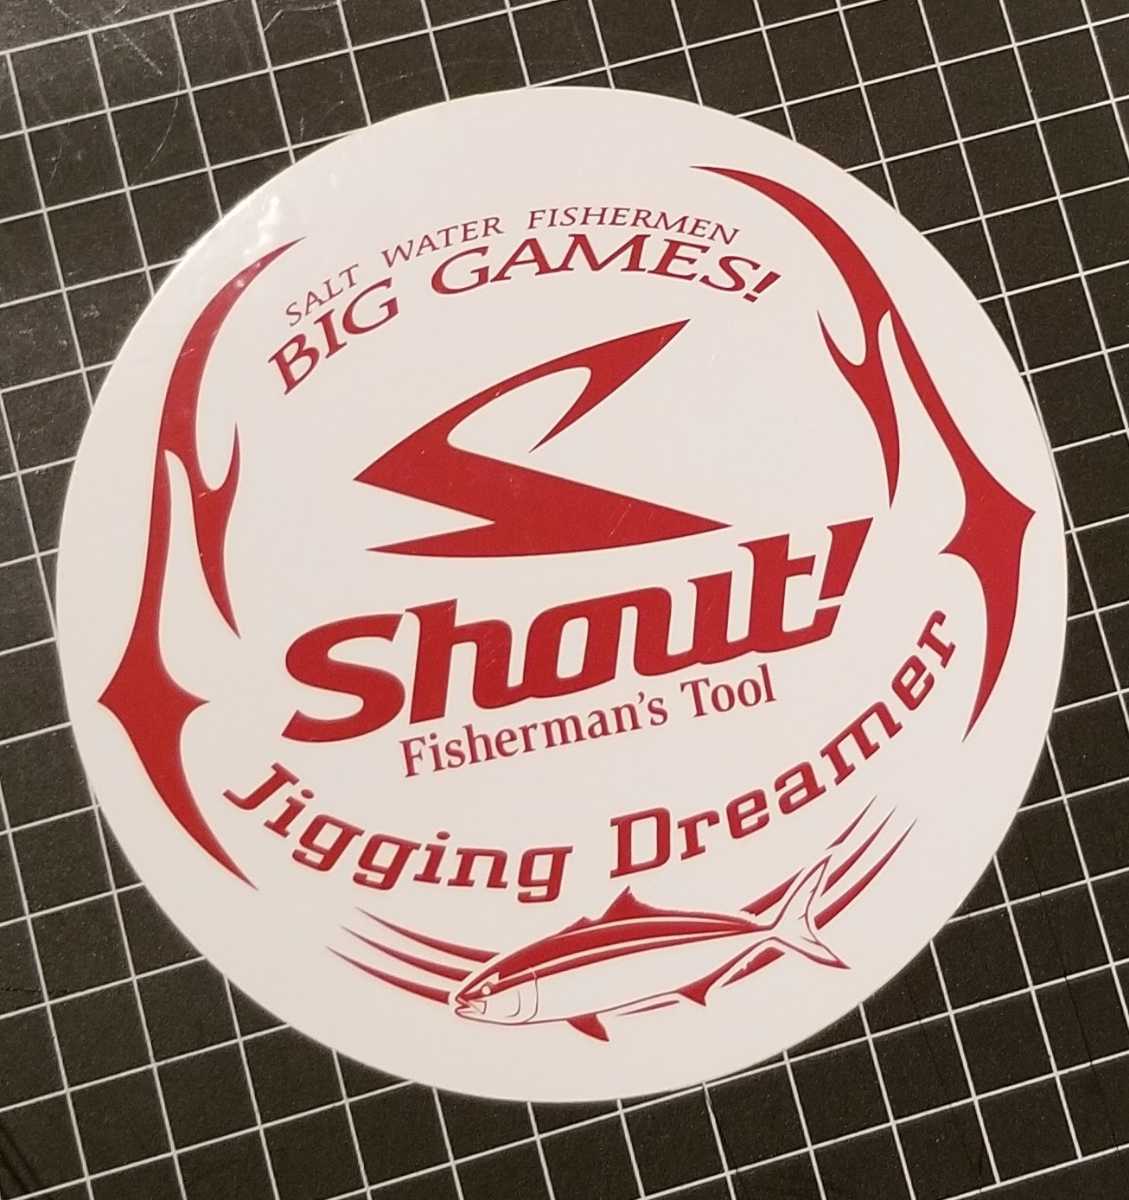 SALT WATER FISHERMEN
BIG GAMES!
Shout!
Fisherman's Tool
Jigging Dreamer